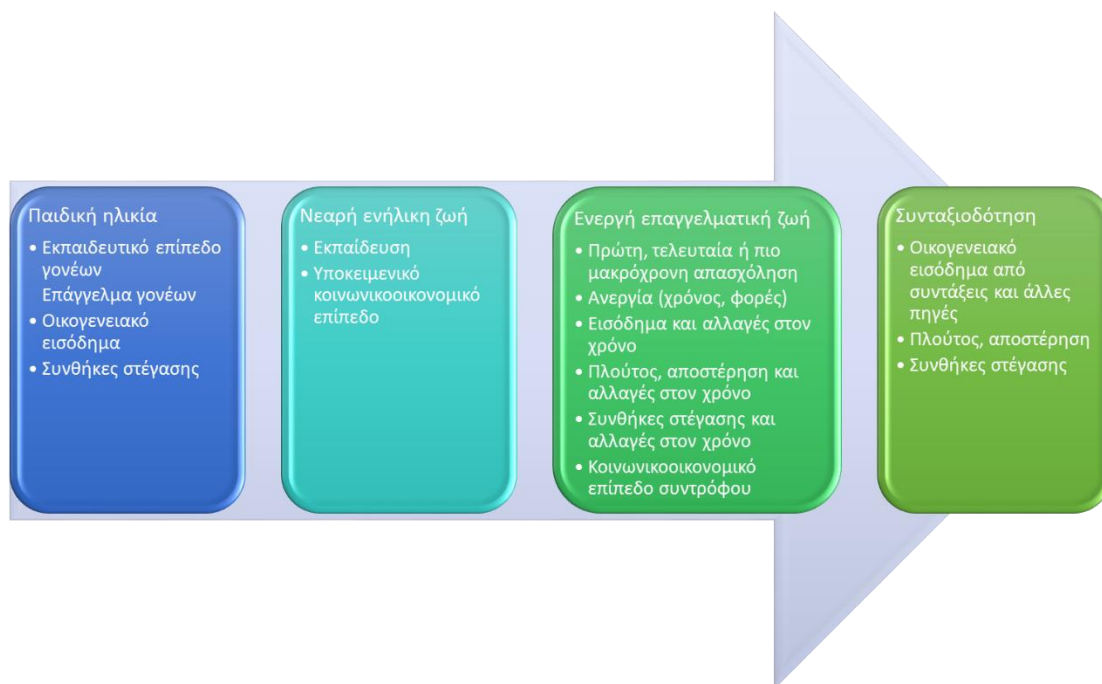 Παιδική ηλικία
• Εκπαιδευτικό επίπεδο
γονέων
Επάγγελμα γονέων
• Οικογενειακό
εισόδημα
• Συνθήκες στέγασης
Νεαρή ενήλικη ζωή
• Εκπαίδευση
• Υποκειμενικό
κοινωνικοοικονομικό
επίπεδο
Ενεργή επαγγελματική ζωή
• Πρώτη, τελευταία ή πιο
μακρόχρονη απασχόληση
• Ανεργία (χρόνος, φορές)
• Εισόδημα και αλλαγές στον
χρόνο
• Πλούτος, αποστέρηση και
αλλαγές στον χρόνο
• Συνθήκες στέγασης και
αλλαγές στον χρόνο
• Κοινωνικοοικονομικό
επίπεδο συντρόφου
Συνταξιοδότηση
• Οικογενειακό
εισόδημα από
συντάξεις και άλλες
πηγές
• Πλούτος, αποστέρηση
• Συνθήκες στέγασης